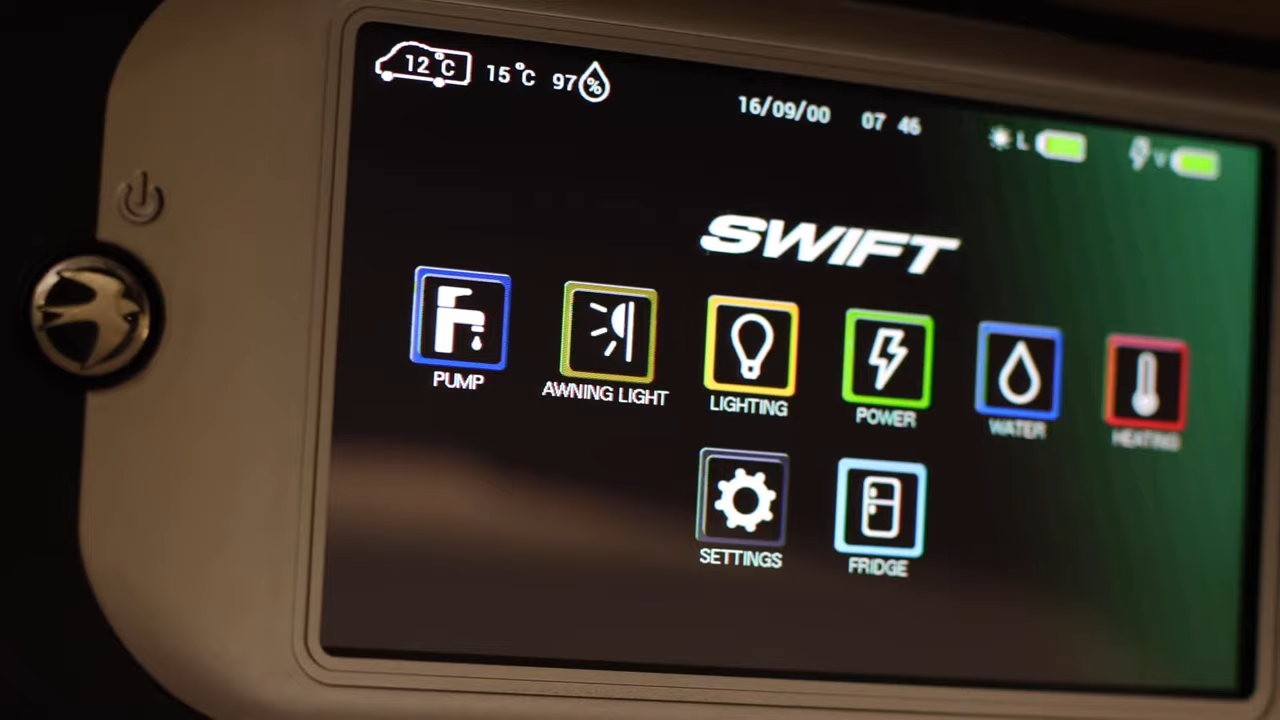 12°C 15°C 97% 16/09/00 07 46 L V
SWIFT
PUMP AWNING LIGHT LIGHTING POWER WATER HEATING
SETTINGS FRIDGE